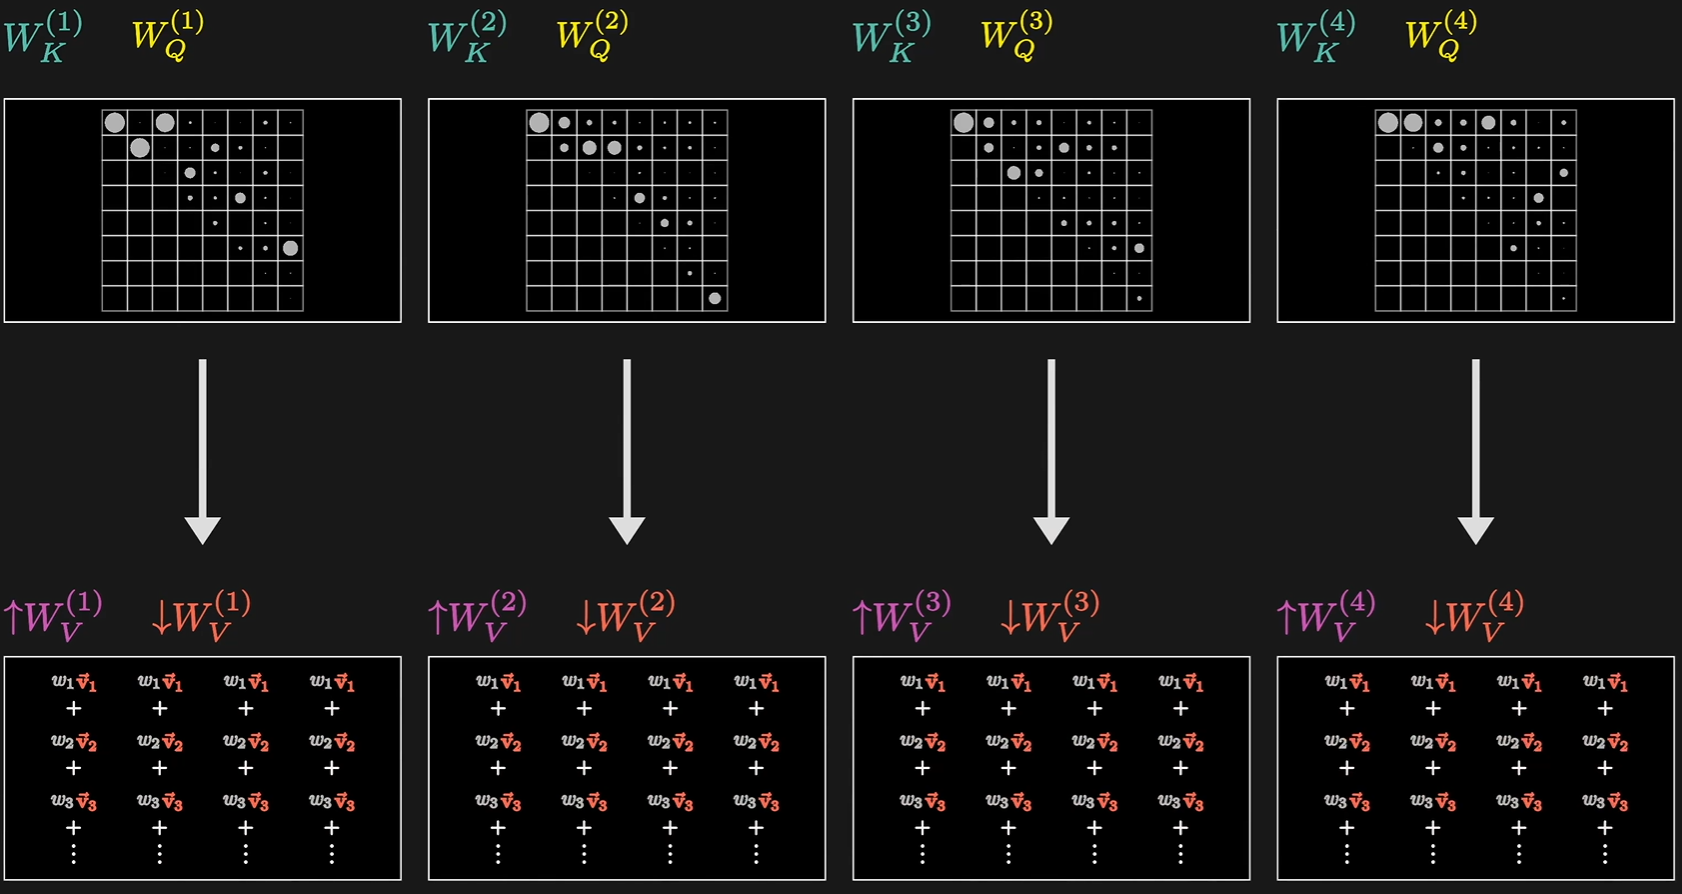 W_K^{(1)} W_Q^{(1)} W_K^{(2)} W_Q^{(2)} W_K^{(3)} W_Q^{(3)} W_K^{(4)} W_Q^{(4)}
↑W_V^{(1)} ↓W_V^{(1)} ↑W_V^{(2)} ↓W_V^{(2)} ↑W_V^{(3)} ↓W_V^{(3)} ↑W_V^{(4)} ↓W_V^{(4)}
w₁v⃗₁ w₁v⃗₁ w₁v⃗₁ w₁v⃗₁ w₁v⃗₁ w₁v⃗₁ w₁v⃗₁ w₁v⃗₁ w₁v⃗₁ w₁v⃗₁ w₁v⃗₁ w₁v⃗₁ w₁v⃗₁ w₁v⃗₁ w₁v⃗₁ w₁v⃗₁
+ + + + + + + + + + + + + + + +
w₂v⃗₂ w₂v⃗₂ w₂v⃗₂ w₂v⃗₂ w₂v⃗₂ w₂v⃗₂ w₂v⃗₂ w₂v⃗₂ w₂v⃗₂ w₂v⃗₂ w₂v⃗₂ w₂v⃗₂ w₂v⃗₂ w₂v⃗₂ w₂v⃗₂ w₂v⃗₂
+ + + + + + + + + + + + + + + +
w₃v⃗₃ w₃v⃗₃ w₃v⃗₃ w₃v⃗₃ w₃v⃗₃ w₃v⃗₃ w₃v⃗₃ w₃v⃗₃ w₃v⃗₃ w₃v⃗₃ w₃v⃗₃ w₃v⃗₃ w₃v⃗₃ w₃v⃗₃ w₃v⃗₃ w₃v⃗₃
+ + + + + + + + + + + + + + + +
⋮ ⋮ ⋮ ⋮ ⋮ ⋮ ⋮ ⋮ ⋮ ⋮ ⋮ ⋮ ⋮ ⋮ ⋮ ⋮